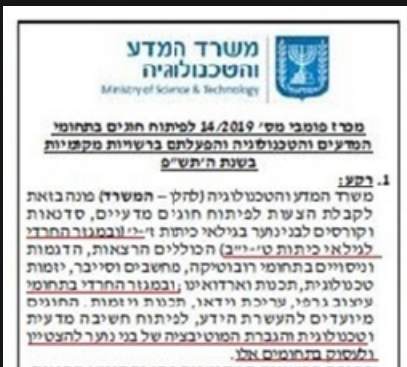 משרד המדע
והטכנולוגיה
Ministry of Science & Technology
מכרז פומבי מס' 14/2019 לפיתוח חוגים בתחומי
המדעים והטכנולוגיה והפעלתם ברשויות מקומיות
בשנת ה'תש"פ
1. רקע:
משרד המדע והטכנולוגיה (להלן – המשרד) פונה בזאת
לקבלת הצעות לפיתוח חוגים מדעיים, סדנאות
וקורסים לבני נוער בגילאי כיתות ז'-י' (ובמגזר החרדי
לגילאי כיתות ט'-י"ב) הכוללים הרצאות, הדגמות
וניסויים בתחומי רובוטיקה, מחשבים וסייבר, יזמות
טכנולוגית, תכנות וארדואינו; ובמגזר החרדי בתחומי
עיצוב גרפי, עריכת וידאו, תכנות ויזמות. החוגים
מיועדים להעשרת הידע, לפיתוח חשיבה מדעית
וטכנולוגית והגברת המוטיבציה של בני נוער להצטיין
ולעסוק בתחומים אלו.